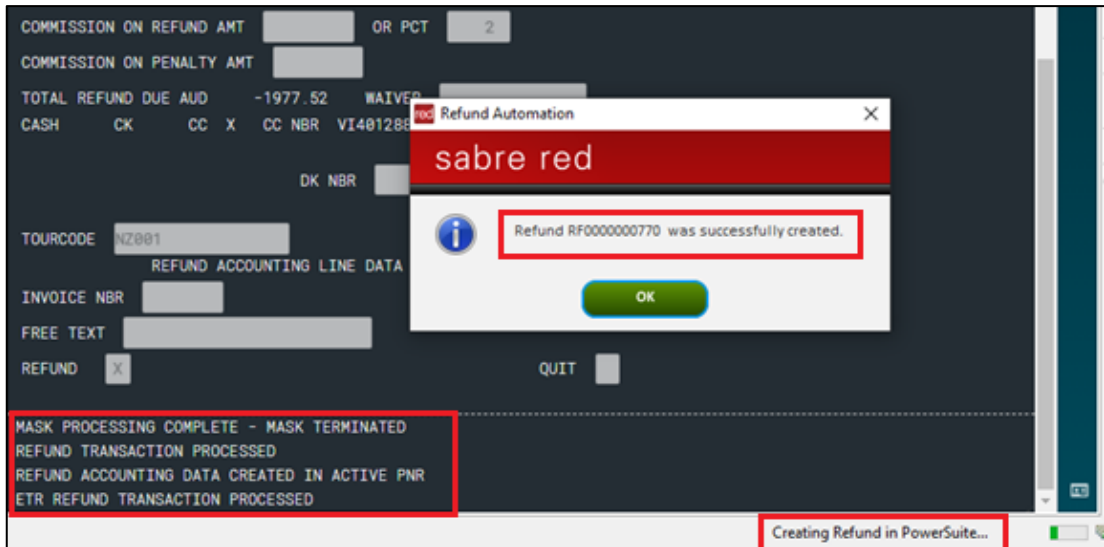 COMMISSION ON REFUND AMT OR PCT 2
COMMISSION ON PENALTY AMT
TOTAL REFUND DUE AUD -1977.52 WAIVER
CASH CK CC X CC NBR VI401288
red Refund Automation
sabre red
DK NBR
Refund RF0000000770 was successfully created.
TOURCODE NZ001
REFUND ACCOUNTING LINE DATA
OK
INVOICE NBR
FREE TEXT
REFUND X QUIT
MASK PROCESSING COMPLETE - MASK TERMINATED
REFUND TRANSACTION PROCESSED
REFUND ACCOUNTING DATA CREATED IN ACTIVE PNR
ETR REFUND TRANSACTION PROCESSED
Creating Refund in PowerSuite...